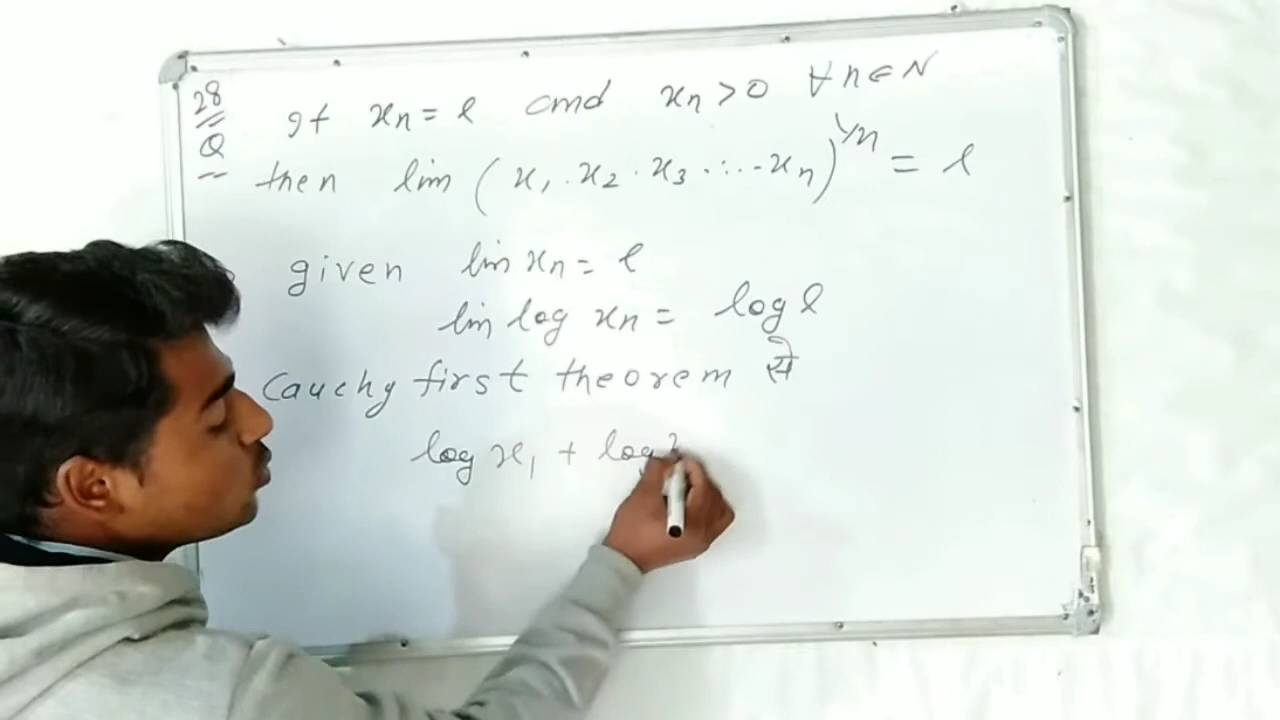 28
Q
If xn = l and xn > 0 ∀ n ∈ N
then lim (x1 . x2 . x3 ..... xn)^1/n = l
given lim xn = l
lim log xn = log l
Cauchy first theorem से
log x1 + log